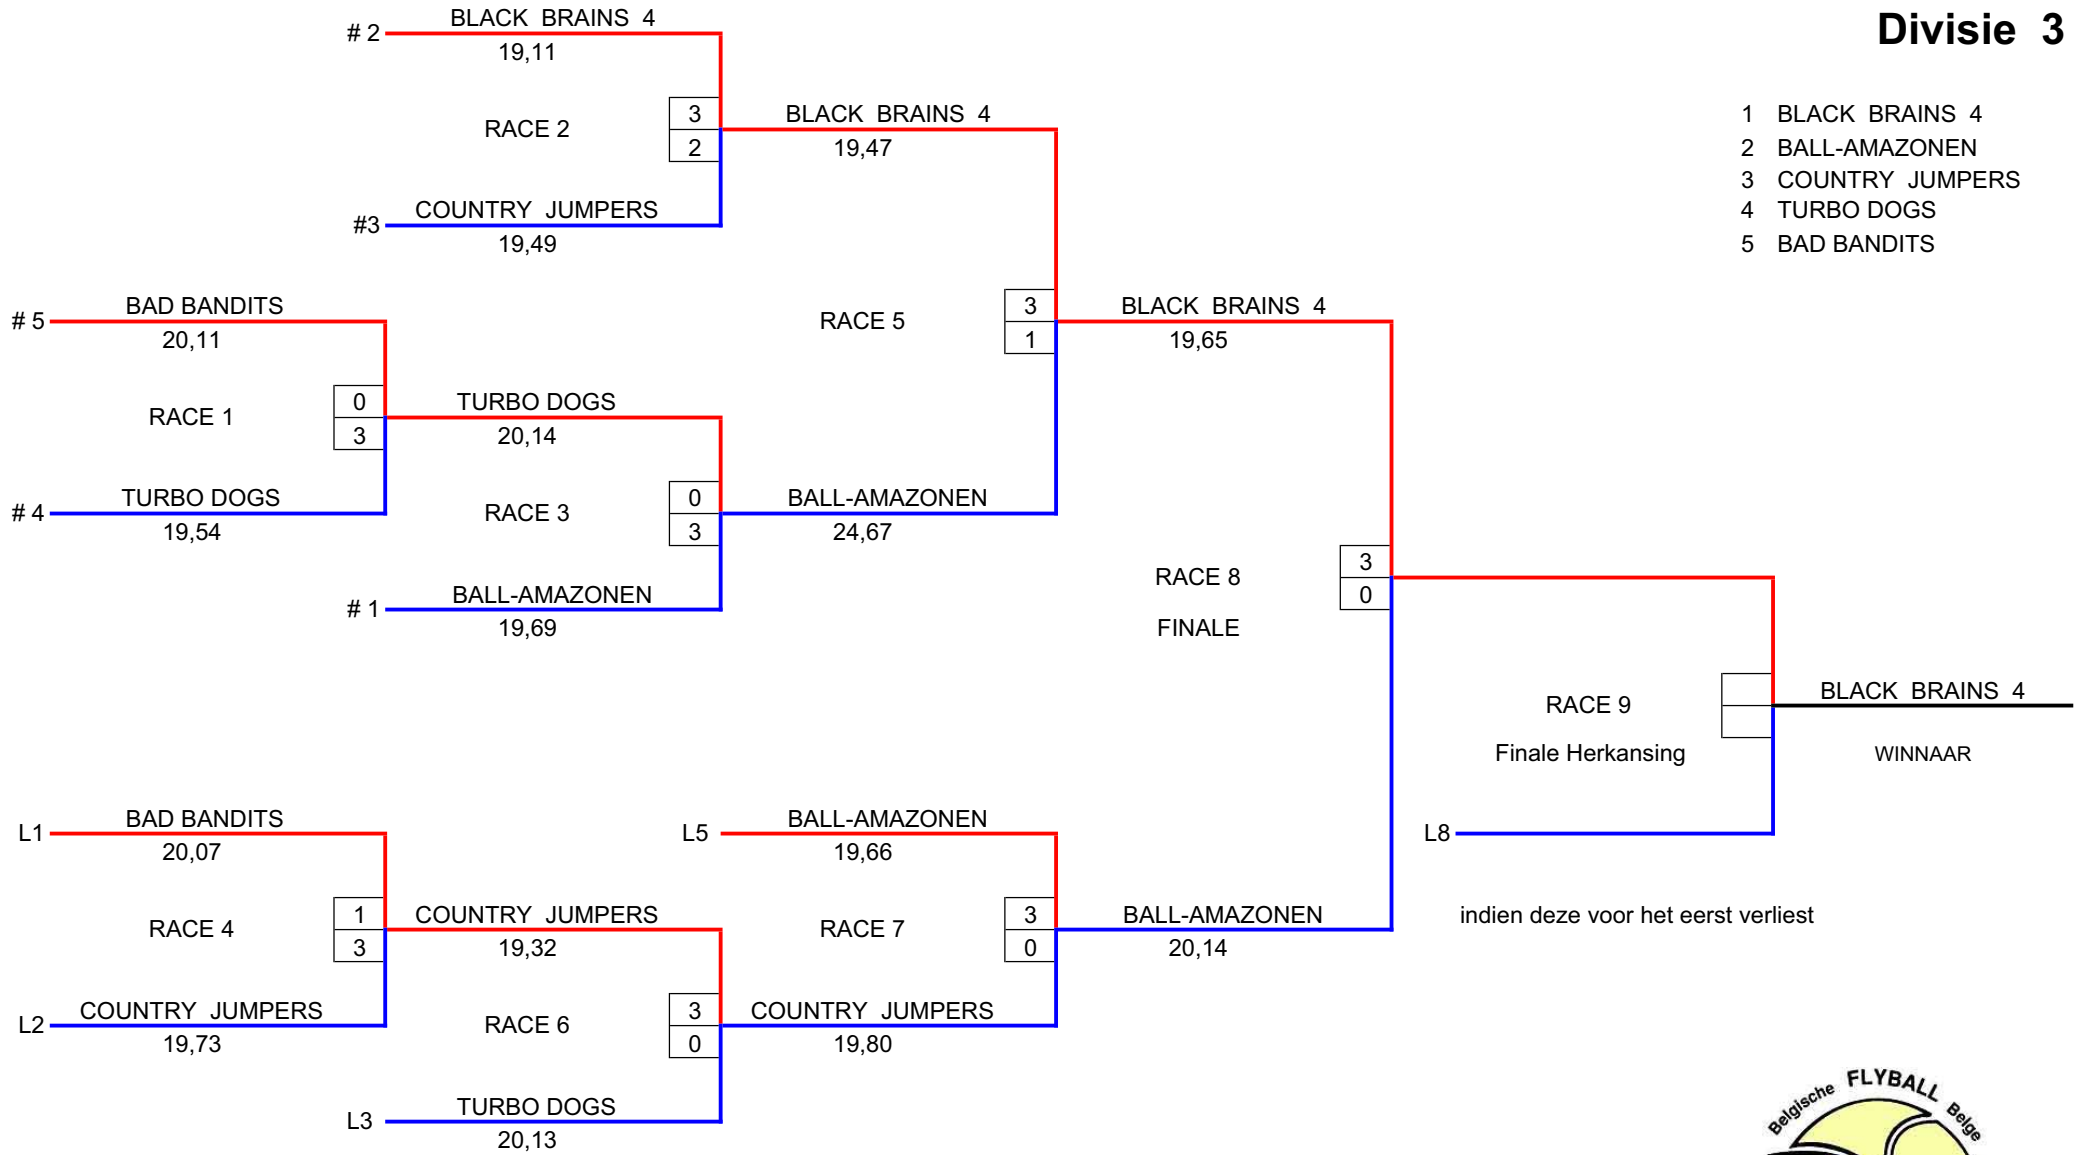 Divisie 3
1 BLACK BRAINS 4
2 BALL-AMAZONEN
3 COUNTRY JUMPERS
4 TURBO DOGS
5 BAD BANDITS
# 2
BLACK BRAINS 4
19,11
RACE 2
3
2
#3
COUNTRY JUMPERS
19,49
BLACK BRAINS 4
19,47
# 5
BAD BANDITS
20,11
RACE 1
0
3
# 4
TURBO DOGS
19,54
TURBO DOGS
20,14
RACE 3
0
3
# 1
BALL-AMAZONEN
19,69
RACE 5
3
1
BALL-AMAZONEN
24,67
BLACK BRAINS 4
19,65
RACE 8
FINALE
3
0
RACE 9
Finale Herkansing
BLACK BRAINS 4
WINNAAR
L8
indien deze voor het eerst verliest
L1
BAD BANDITS
20,07
RACE 4
1
3
L2
COUNTRY JUMPERS
19,73
COUNTRY JUMPERS
19,32
RACE 6
3
0
L3
TURBO DOGS
20,13
L5
BALL-AMAZONEN
19,66
RACE 7
3
0
COUNTRY JUMPERS
19,80
BALL-AMAZONEN
20,14
Belgische FLYBALL Belge